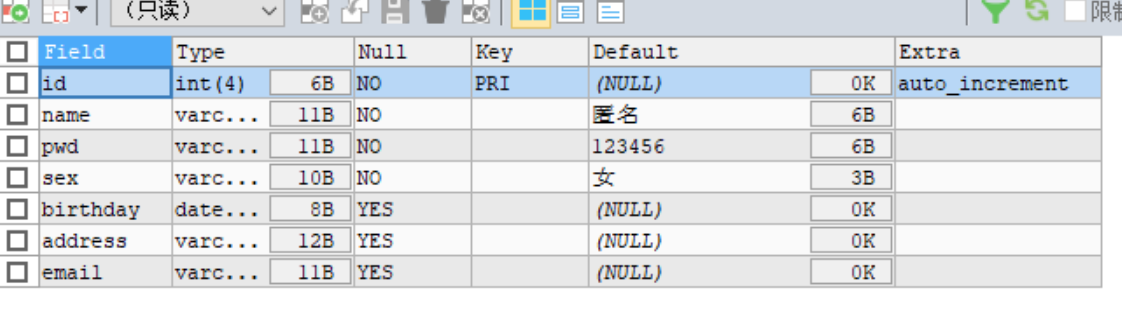 (只读)
限制
Field Type Null Key Default Extra
id int(4) 6B NO PRI (NULL) 0K auto_increment
name varc... 11B NO 匿名 6B
pwd varc... 11B NO 123456 6B
sex varc... 10B NO 女 3B
birthday date... 8B YES (NULL) 0K
address varc... 12B YES (NULL) 0K
email varc... 11B YES (NULL) 0K